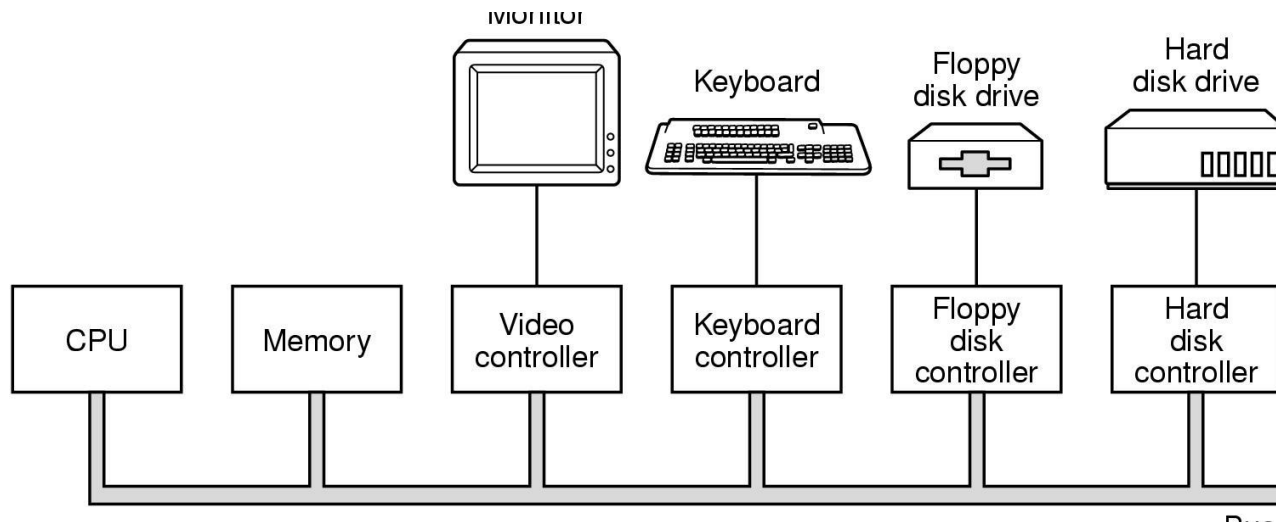 Monitor
Keyboard
Floppy
disk drive
Hard
disk drive
CPU
Memory
Video
controller
Keyboard
controller
Floppy
disk
controller
Hard
disk
controller